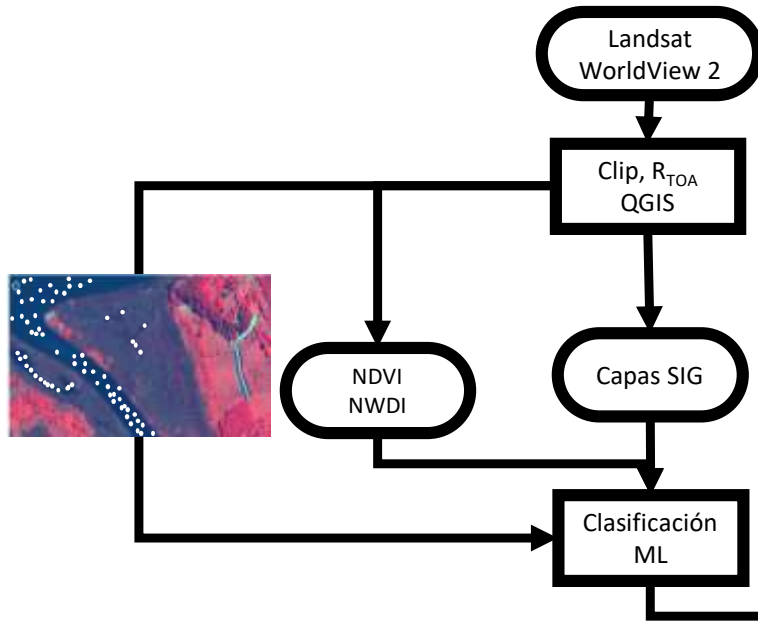 Landsat
WorldView 2
Clip, RTOA
QGIS
NDVI
NWDI
Capas SIG
Clasificación
ML